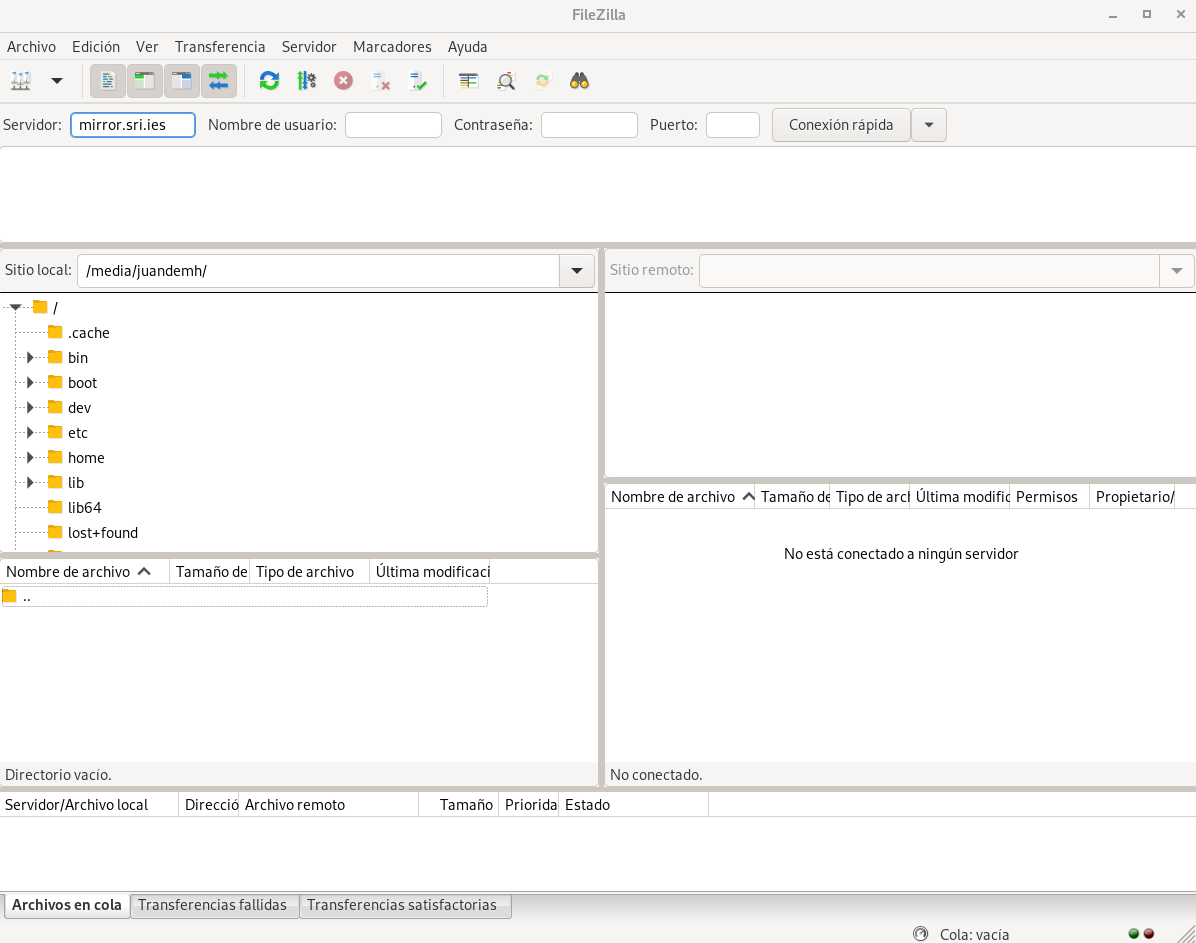 FileZilla
Archivo Edición Ver Transferencia Servidor Marcadores Ayuda
Servidor: mirror.sri.ies Nombre de usuario: Contraseña: Puerto: Conexión rápida
Sitio local: /media/juandemh/
Sitio remoto:
/
.cache
bin
boot
dev
etc
home
lib
lib64
lost+found
Nombre de archivo Tamaño de Tipo de archivo Última modificaci
..
Directorio vacío.
Nombre de archivo Tamaño de Tipo de arcl Última modific Permisos Propietario/
No está conectado a ningún servidor
No conectado.
Servidor/Archivo local Direcció Archivo remoto Tamaño Priorida Estado
Archivos en cola Transferencias fallidas Transferencias satisfactorias
Cola: vacía